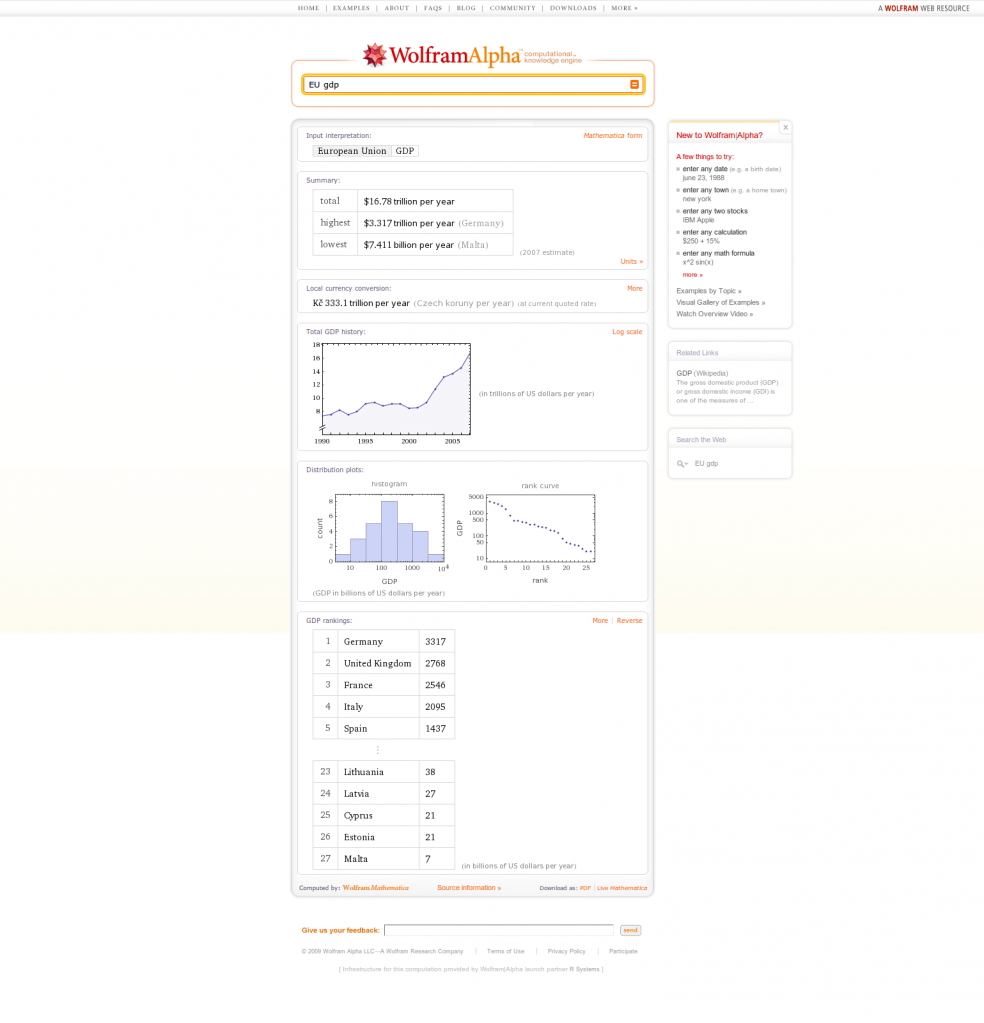 HOME | EXAMPLES | ABOUT | FAQS | BLOG | COMMUNITY | DOWNLOADS | MORE »
A WOLFRAM WEB RESOURCE
WolframAlpha™ computational
knowledge engine
EU gdp
Input interpretation:
Mathematica form
European Union GDP
Summary:
total $16.78 trillion per year
highest $3.317 trillion per year (Germany)
lowest $7.411 billion per year (Malta)
(2007 estimate)
Units »
Local currency conversion:
More
Kč 333.1 trillion per year (Czech koruny per year) (at current quoted rate)
Total GDP history:
Log scale
18
16
14
12
10
8
1990 1995 2000 2005
(in trillions of US dollars per year)
Distribution plots:
histogram
count
8
6
4
2
0
10 100 1000 10⁴
GDP
(GDP in billions of US dollars per year)
rank curve
GDP
5000
1000
500
100
50
10
0 5 10 15 20 25
rank
GDP rankings:
More | Reverse
1 Germany 3317
2 United Kingdom 2768
3 France 2546
4 Italy 2095
5 Spain 1437
⋮
23 Lithuania 38
24 Latvia 27
25 Cyprus 21
26 Estonia 21
27 Malta 7
(in billions of US dollars per year)
Computed by: Wolfram Mathematica
Source information »
Download as: PDF | Live Mathematica
New to Wolfram|Alpha?
X
A few things to try:
enter any date (e.g. a birth date)
june 23, 1988
enter any town (e.g. a home town)
new york
enter any two stocks
IBM Apple
enter any calculation
$250 + 15%
enter any math formula
x^2 sin(x)
more »
Examples by Topic »
Visual Gallery of Examples »
Watch Overview Video »
Related Links
GDP (Wikipedia)
The gross domestic product (GDP)
or gross domestic income (GDI) is
one of the measures of ...
Search the Web
EU gdp
Give us your feedback:
send
© 2009 Wolfram Alpha LLC—A Wolfram Research Company | Terms of Use | Privacy Policy | Participate
[ Infrastructure for this computation provided by Wolfram|Alpha launch partner R Systems ]